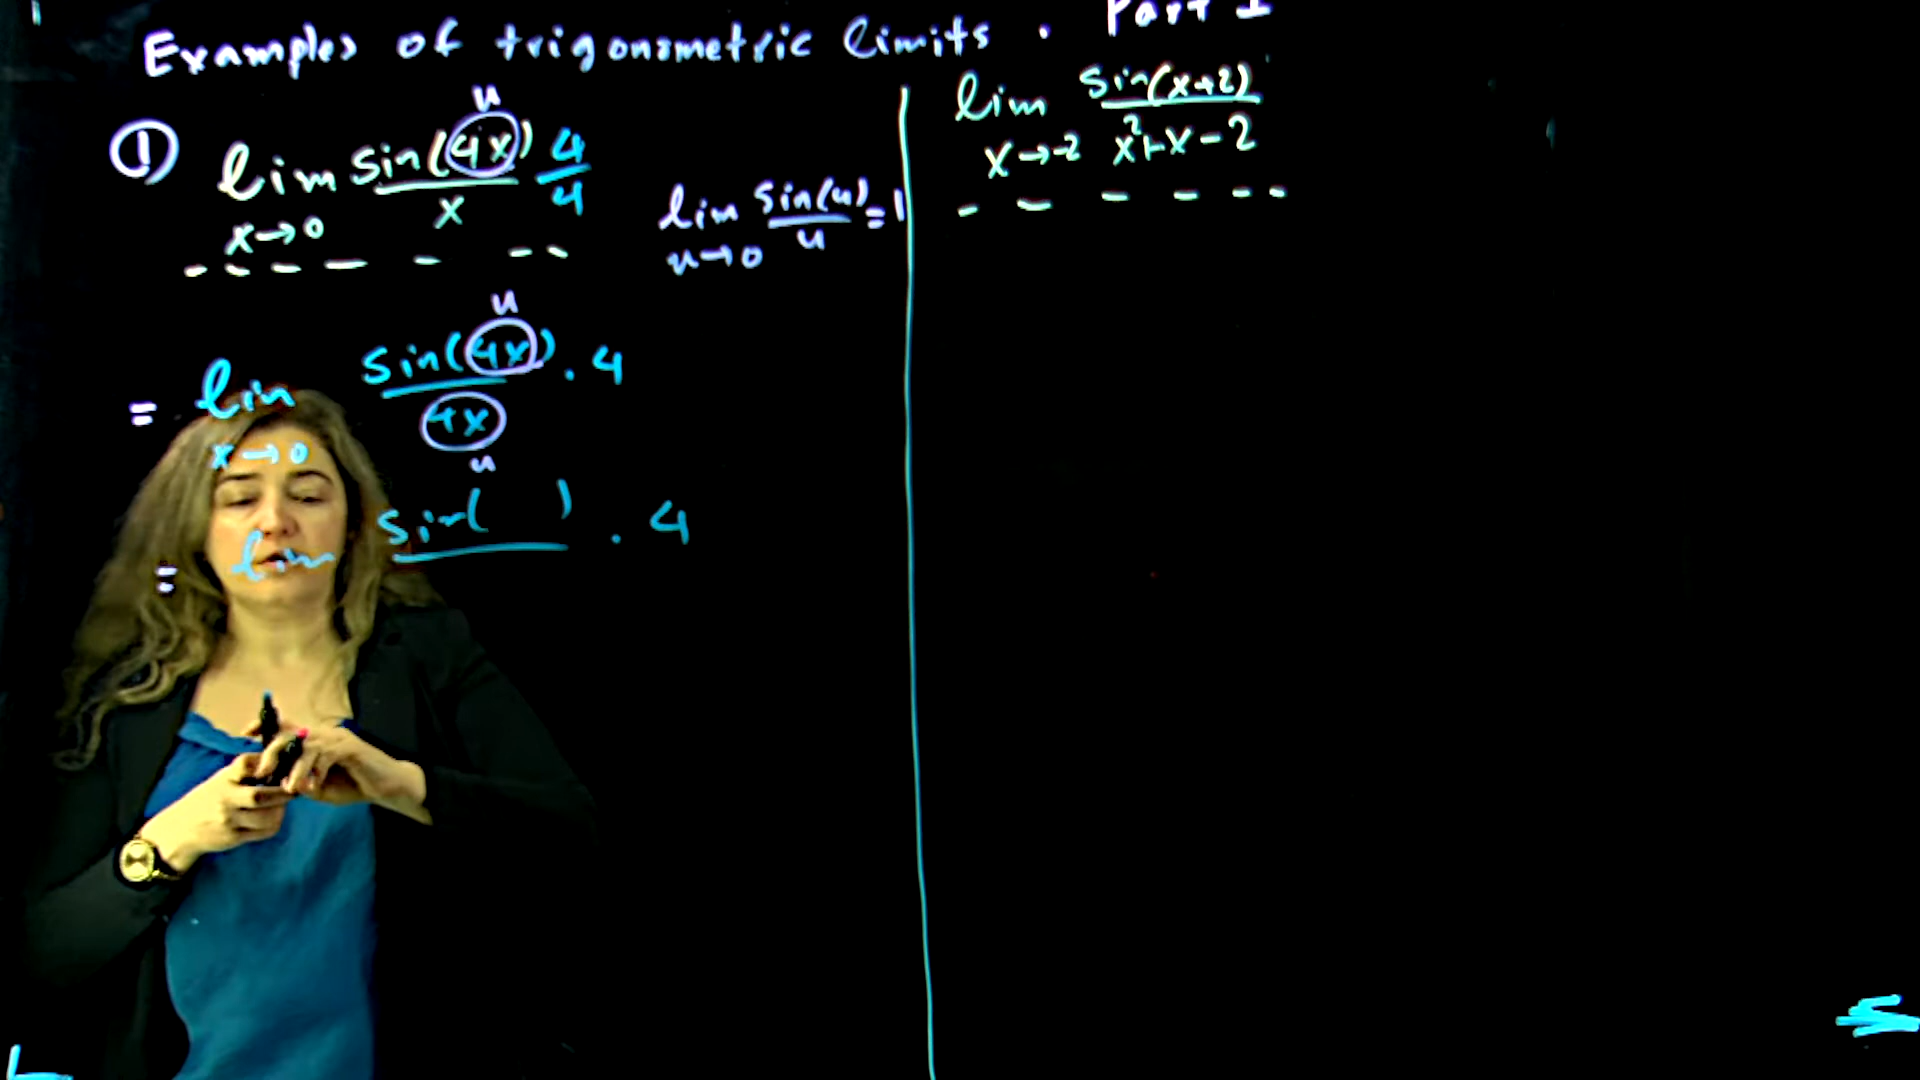 Examples of trigonometric limits . Part I
① lim x→0 sin(4x)/x 4/4
u
lim u→0 sin(u)/u = 1
= lim x→0 sin(4x)/4x . 4
u
u
= lim sin( ) . 4
lim x→-2 sin(x+2)/x²+x-2